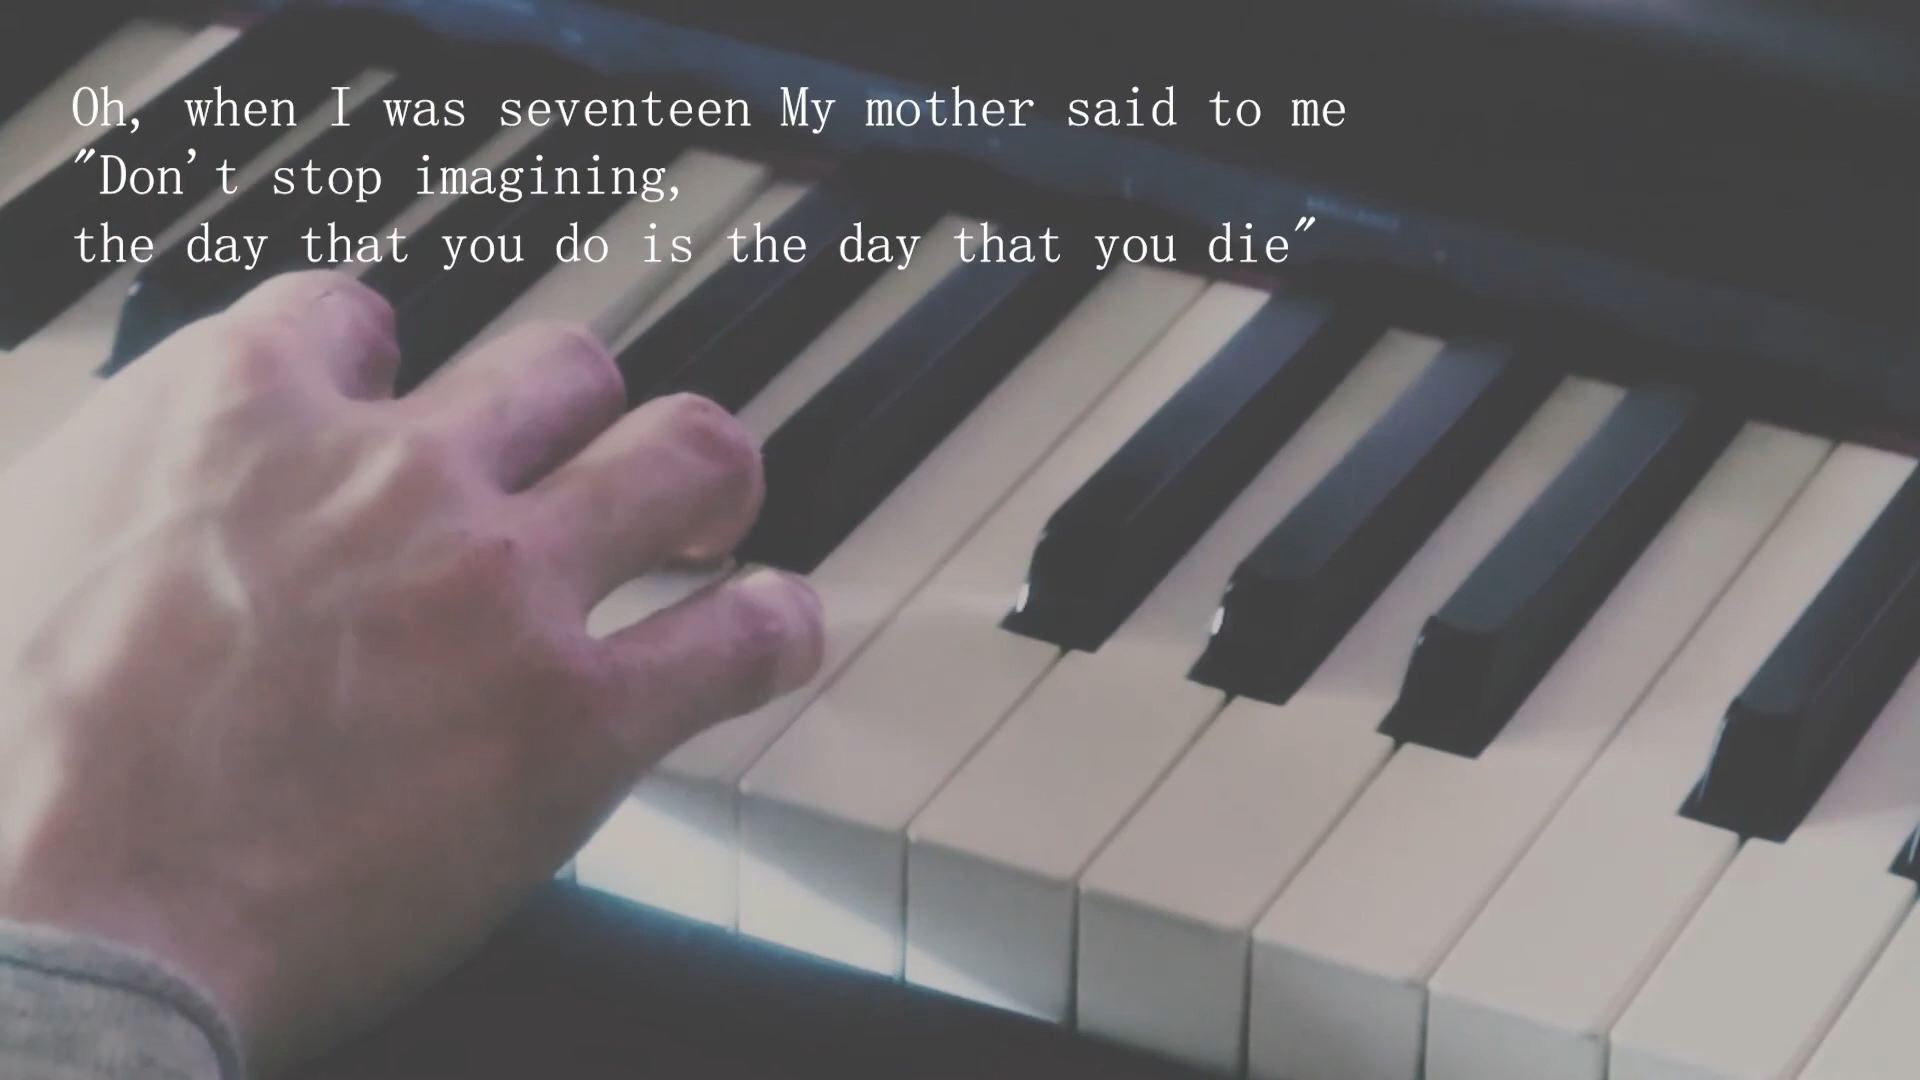 Oh, when I was seventeen My mother said to me
"Don't stop imagining,
the day that you do is the day that you die"